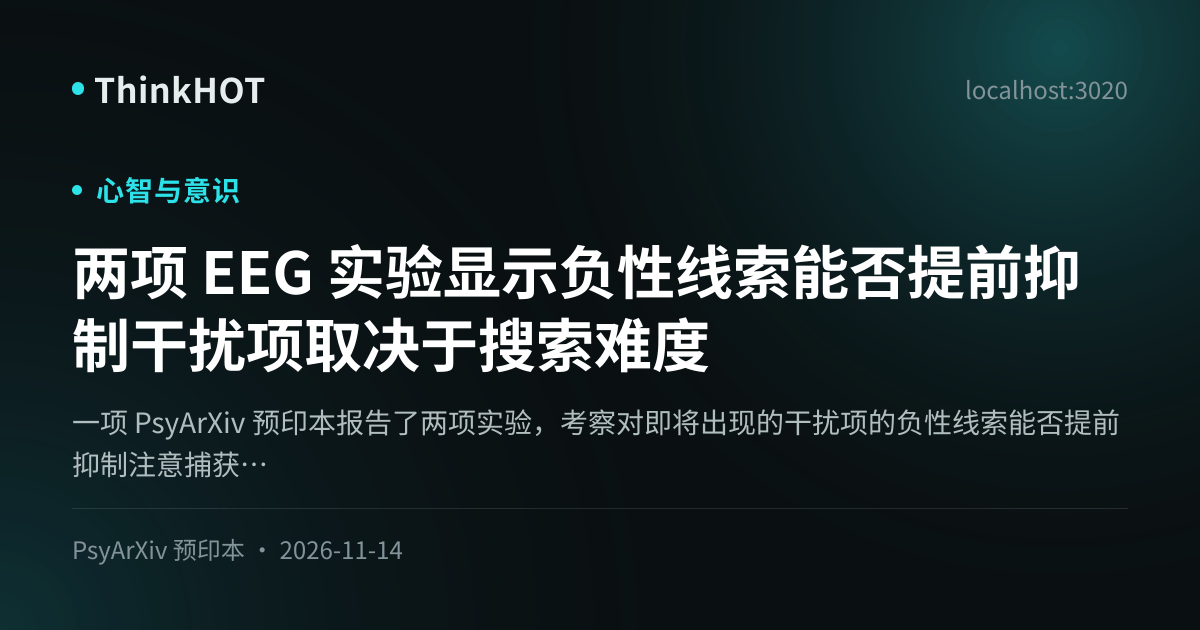 ThinkHOT
localhost:3020
心智与意识
两项 EEG 实验显示负性线索能否提前抑
制干扰项取决于搜索难度
一项 PsyArXiv 预印本报告了两项实验，考察对即将出现的干扰项的负性线索能否提前
抑制注意捕获…
PsyArXiv 预印本 • 2026-11-14